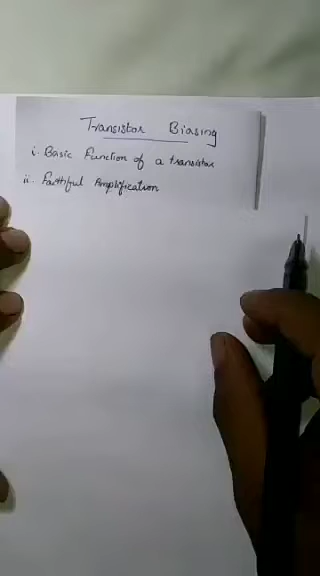 Transistor Biasing
i. Basic Function of a transistor
ii. Faithful Amplification